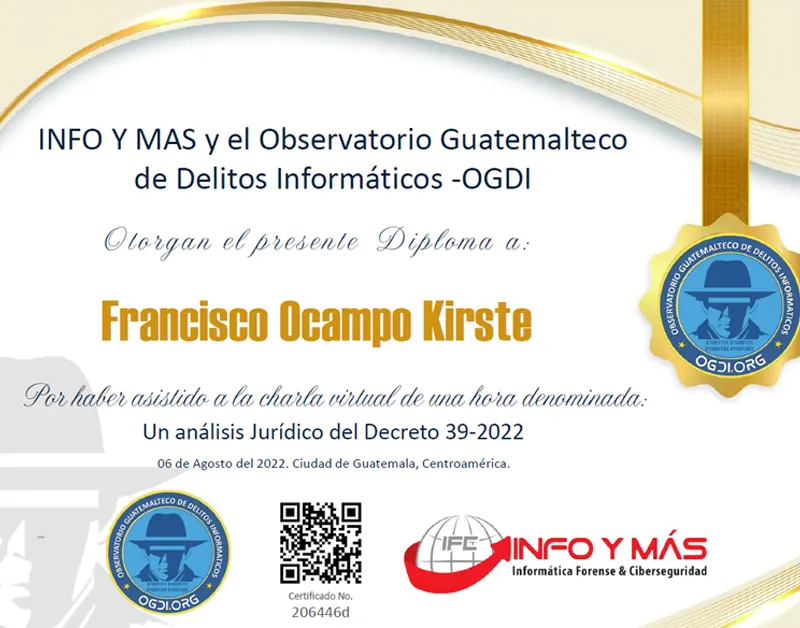 INFO Y MAS y el Observatorio Guatemalteco
de Delitos Informáticos -OGDI
Otorgan el presente Diploma a:
Francisco Ocampo Kirste
Por haber asistido a la charla virtual de una hora denominada:
Un análisis Jurídico del Decreto 39-2022
06 de Agosto del 2022. Ciudad de Guatemala, Centroamérica.
OBSERVATORIO GUATEMALTECO DE DELITOS INFORMATICOS
OGDI.ORG
OBSERVATORIO GUATEMALTECO DE DELITOS INFORMATICOS
OGDI.ORG
Certificado No.
206446d
IFC
INFO Y MÁS
Informática Forense & Ciberseguridad